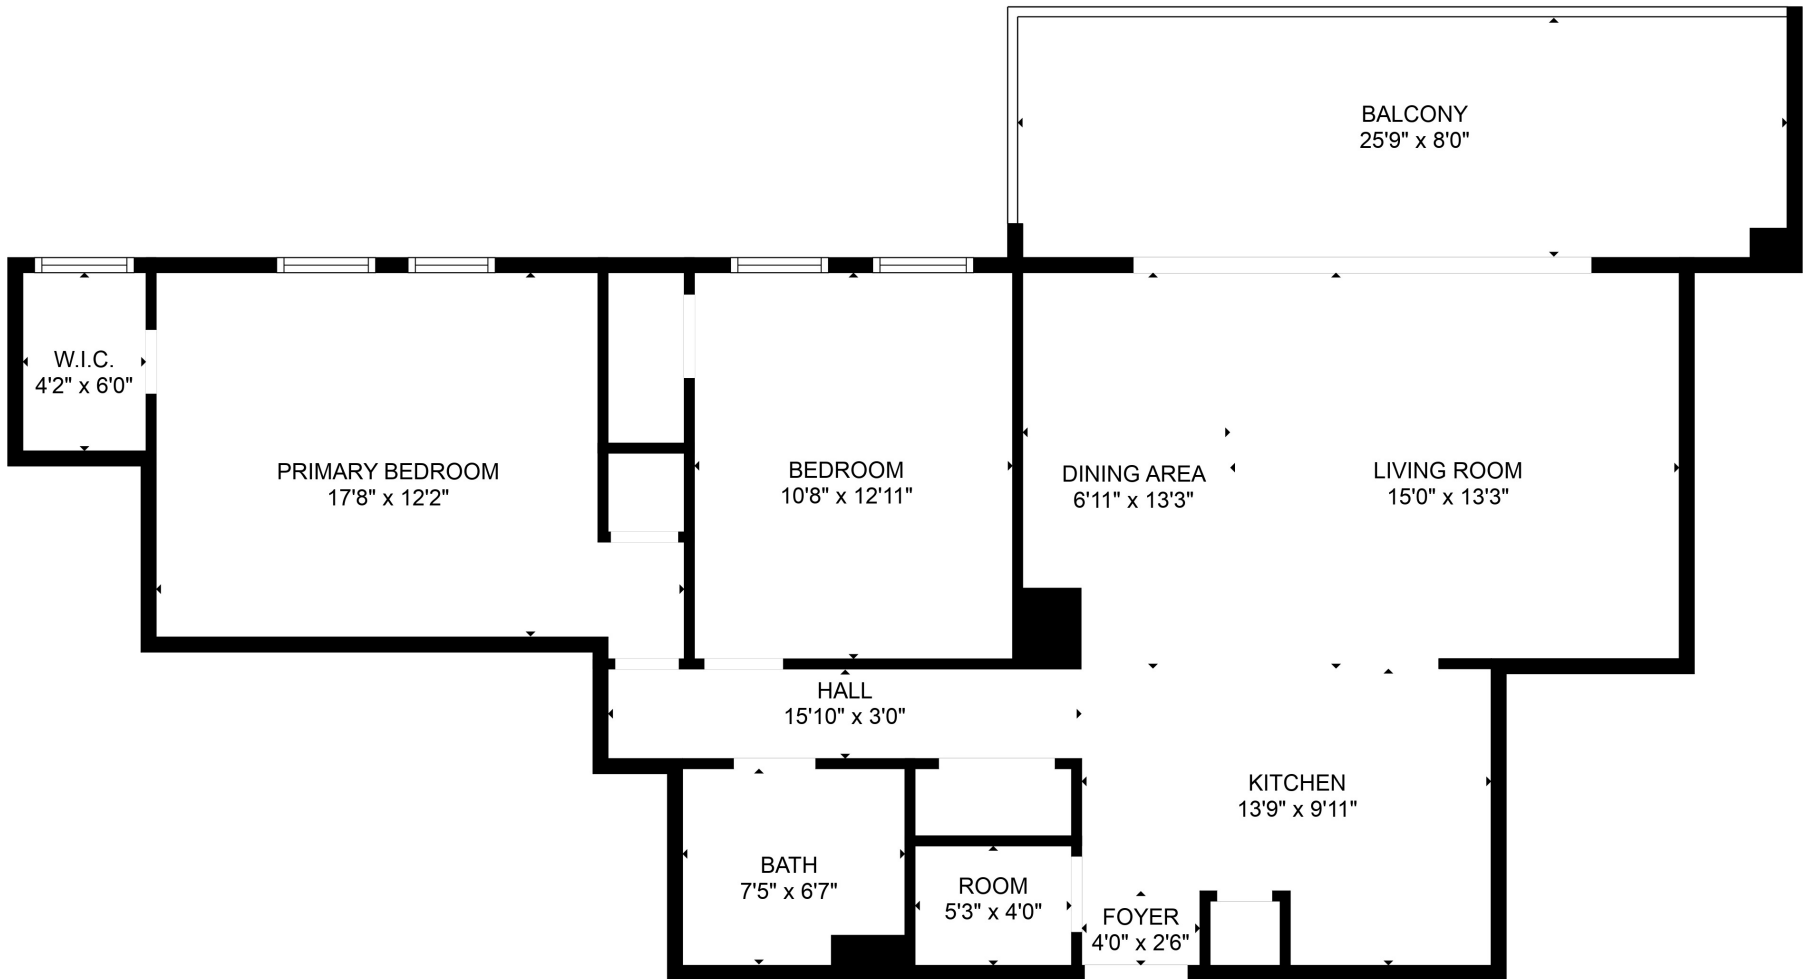 BALCONY
25'9" x 8'0"
W.I.C.
4'2" x 6'0"
PRIMARY BEDROOM
17'8" x 12'2"
BEDROOM
10'8" x 12'11"
DINING AREA
6'11" x 13'3"
LIVING ROOM
15'0" x 13'3"
HALL
15'10" x 3'0"
KITCHEN
13'9" x 9'11"
BATH
7'5" x 6'7"
ROOM
5'3" x 4'0"
FOYER
4'0" x 2'6"